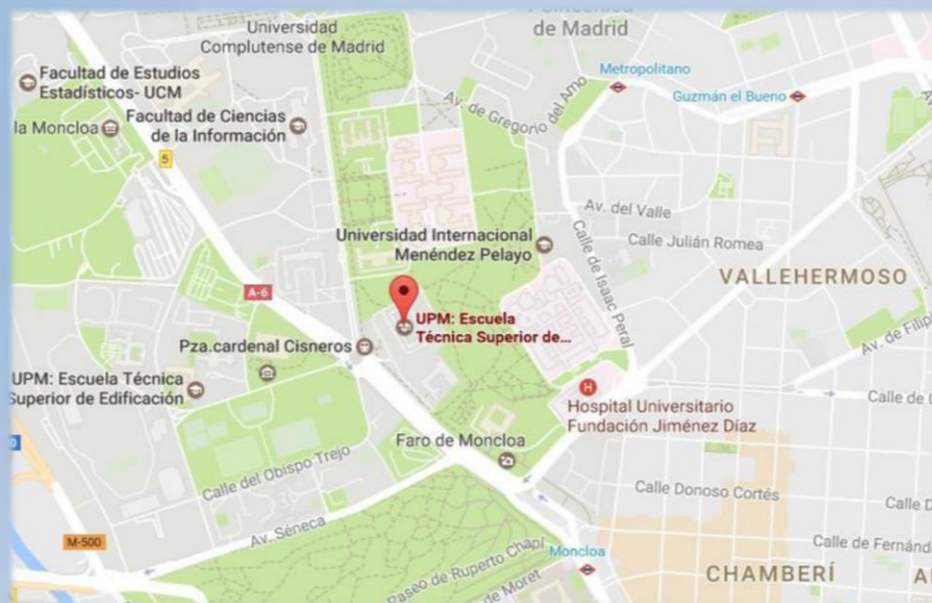 Universidad
Complutense de Madrid
de Madrid
Facultad de Estudios
Estadísticos- UCM
Metropolitano
Guzmán el Bueno
Av. de Gregorio del Amo
la Moncloa
Facultad de Ciencias
de la Información
5
Av. del Valle
Universidad Internacional
Menéndez Pelayo
Calle Julián Romea
Calle de Isaac Peral
VALLEHERMOSO
A-6
UPM: Escuela
Técnica Superior de...
Pza.cardenal Cisneros
Av. de Filip
UPM: Escuela Técnica
Superior de Edificación
H
Hospital Universitario
Fundación Jiménez Díaz
Calle de
Faro de Moncloa
Calle del Obispo Trejo
Calle Donoso Cortés
Calle
Av. Séneca
M-500
Calle de Fernánd
Moncloa
Paseo de Ruperto Chapí
de Moret
CHAMBERÍ